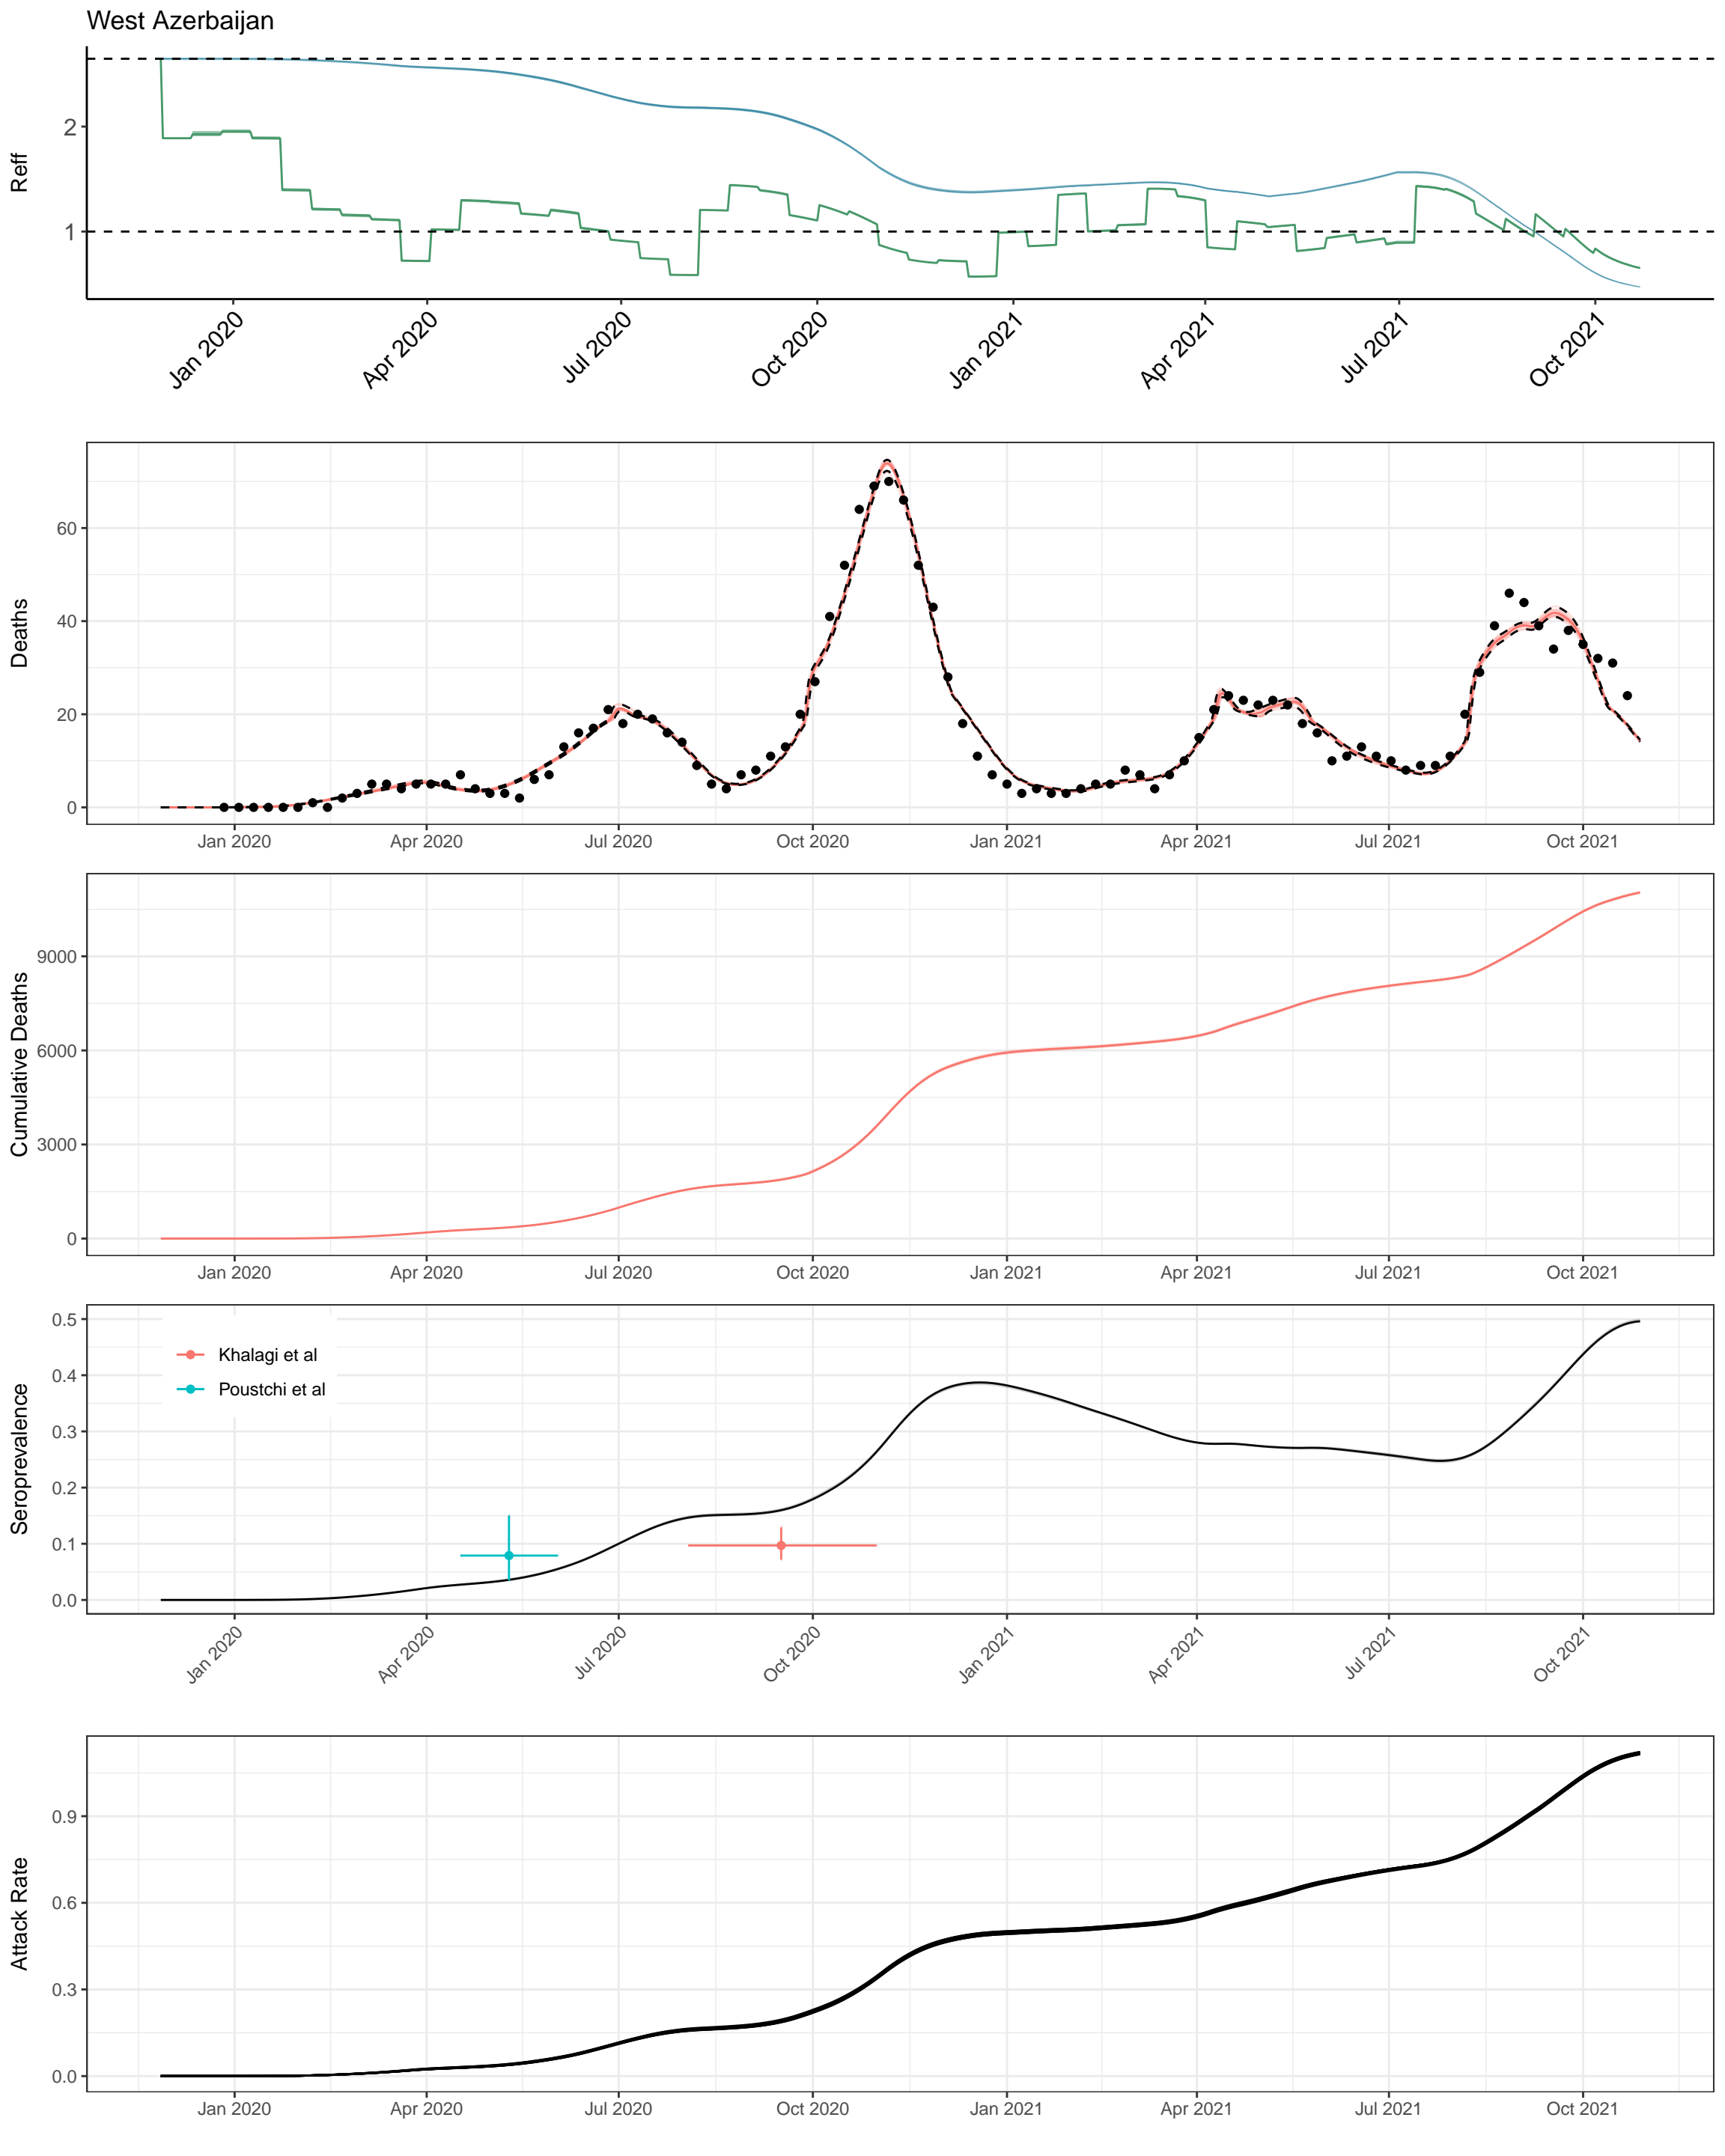 West Azerbaijan
Reff
2
1
Jan 2020 Apr 2020 Jul 2020 Oct 2020 Jan 2021 Apr 2021 Jul 2021 Oct 2021
Deaths
60
40
20
0
Jan 2020 Apr 2020 Jul 2020 Oct 2020 Jan 2021 Apr 2021 Jul 2021 Oct 2021
Cumulative Deaths
9000
6000
3000
0
Jan 2020 Apr 2020 Jul 2020 Oct 2020 Jan 2021 Apr 2021 Jul 2021 Oct 2021
Seroprevalence
0.5
0.4
0.3
0.2
0.1
0.0
Khalagi et al
Poustchi et al
Jan 2020 Apr 2020 Jul 2020 Oct 2020 Jan 2021 Apr 2021 Jul 2021 Oct 2021
Attack Rate
0.9
0.6
0.3
0.0
Jan 2020 Apr 2020 Jul 2020 Oct 2020 Jan 2021 Apr 2021 Jul 2021 Oct 2021